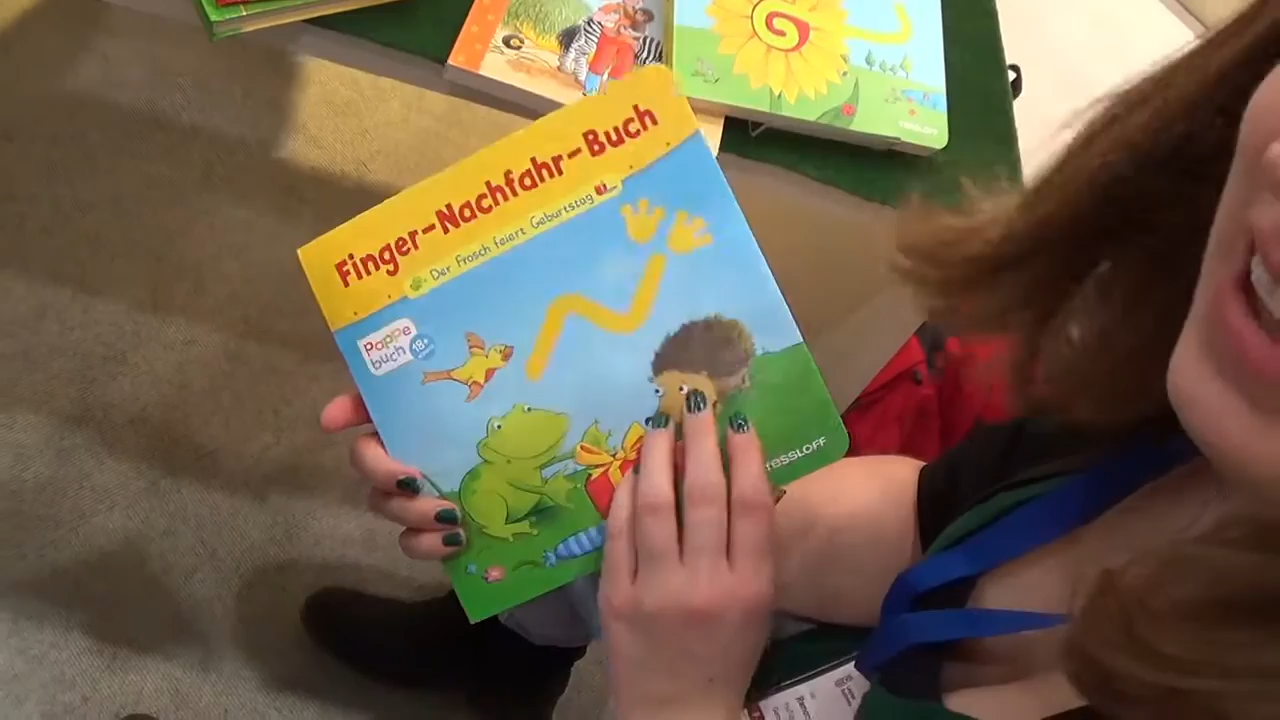 TESSLOFF
Finger-Nachfahr-Buch
Der Frosch feiert Geburtstag
Pappe
buch
18+
TESSLOFF